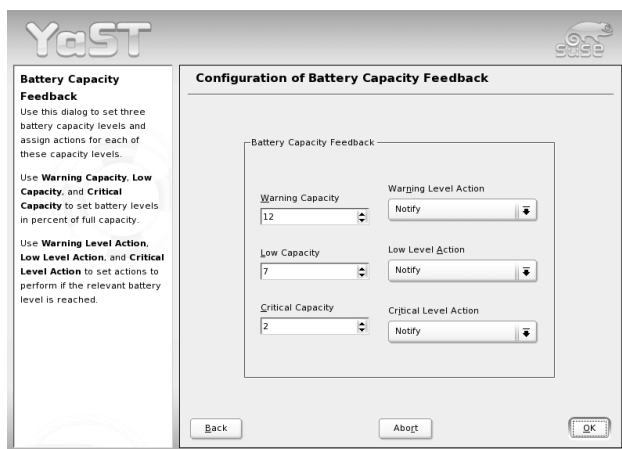 YaST
SUSE
Battery Capacity
Feedback
Use this dialog to set three
battery capacity levels and
assign actions for each of
these capacity levels.
Use Warning Capacity, Low
Capacity, and Critical
Capacity to set battery levels
in percent of full capacity.
Use Warning Level Action,
Low Level Action, and Critical
Level Action to set actions to
perform if the relevant battery
level is reached.
Configuration of Battery Capacity Feedback
Battery Capacity Feedback
Warning Capacity
12
Warning Level Action
Notify
Low Capacity
7
Low Level Action
Notify
Critical Capacity
2
Critical Level Action
Notify
Back
Abort
OK